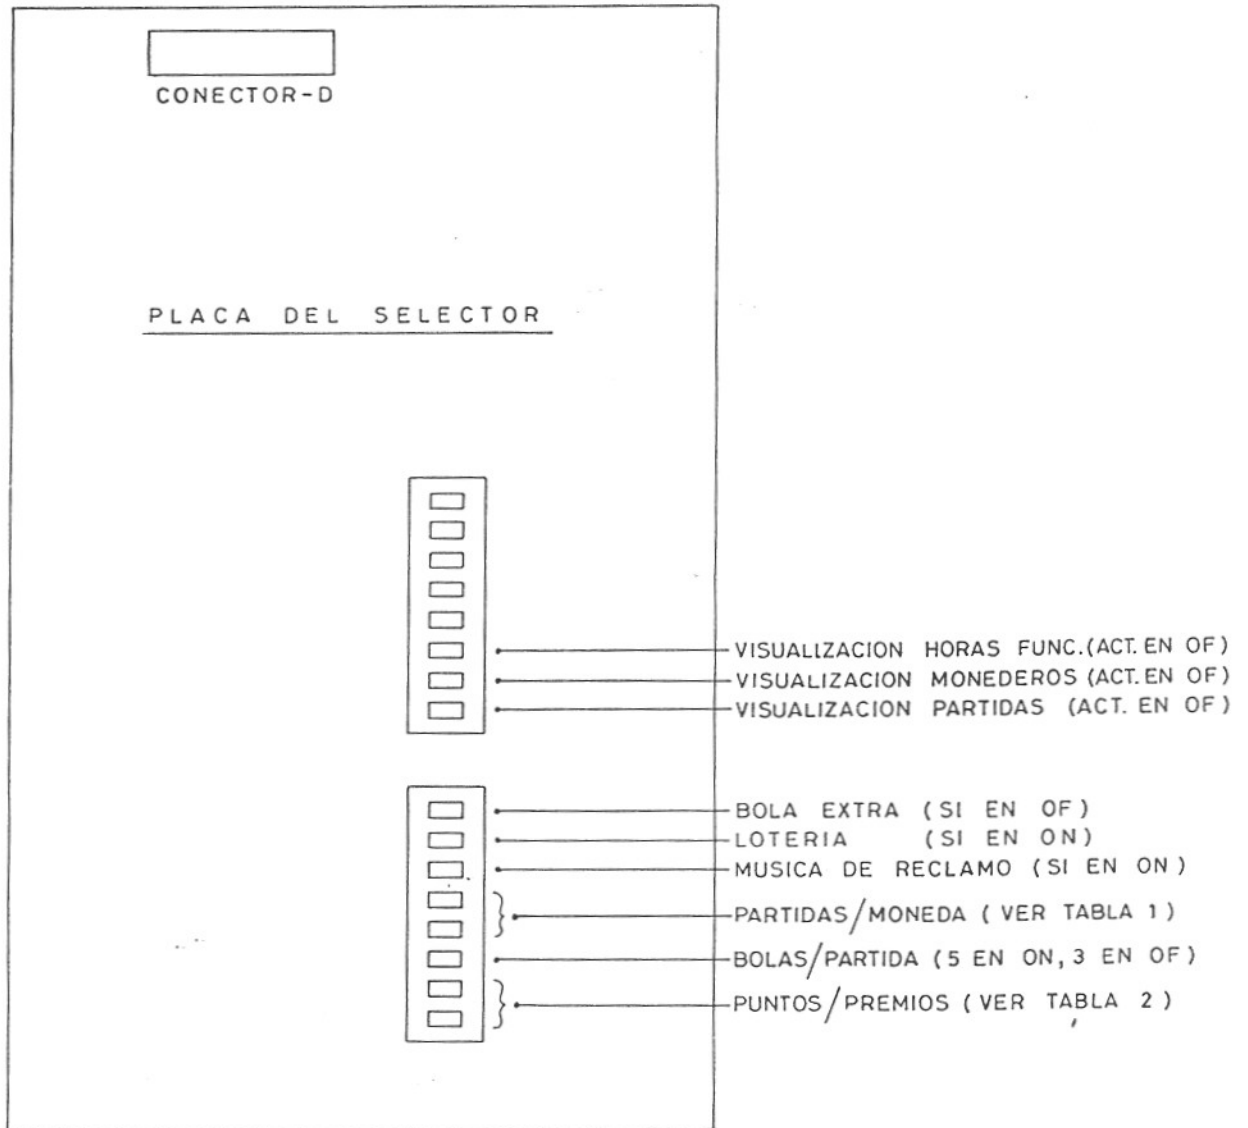 CONECTOR-D
PLACA DEL SELECTOR
VISUALIZACION HORAS FUNC.(ACT. EN OF)
VISUALIZACION MONEDEROS (ACT. EN OF)
VISUALIZACION PARTIDAS (ACT. EN OF)
BOLA EXTRA (SI EN OF)
LOTERIA (SI EN ON)
MUSICA DE RECLAMO (SI EN ON)
PARTIDAS/MONEDA (VER TABLA 1)
BOLAS/PARTIDA (5 EN ON, 3 EN OF)
PUNTOS/PREMIOS (VER TABLA 2)